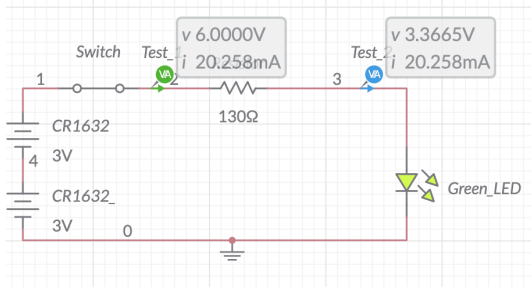 v 6.0000V
i 20.258mA
v 3.3665V
i 20.258mA
Switch
Test_
Test_2
VA
VA
1
2
3
130Ω
CR1632
3V
4
CR1632_
3V
0
Green_LED